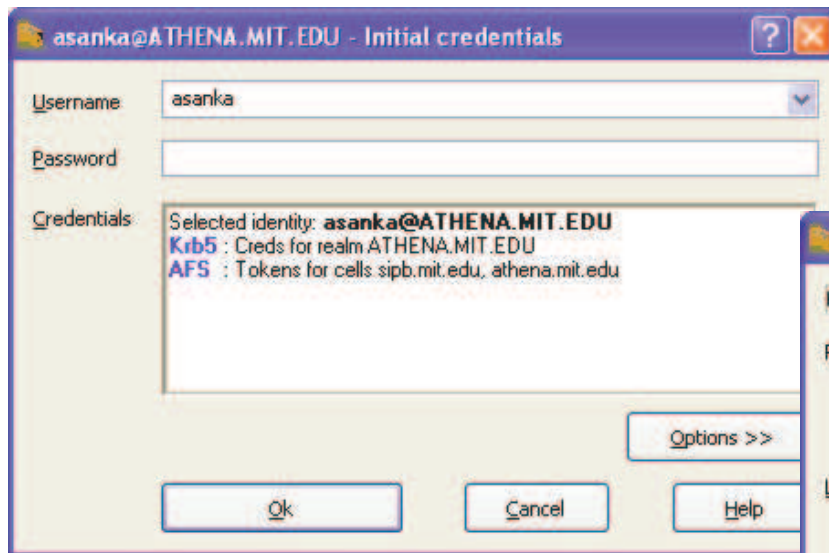 asanka@ATHENA.MIT.EDU - Initial credentials
Username
asanka
Password
Credentials
Selected identity: asanka@ATHENA.MIT.EDU
Krb5 : Creds for realm ATHENA.MIT.EDU
AFS : Tokens for cells sipb.mit.edu, athena.mit.edu
Options >>
Ok
Cancel
Help